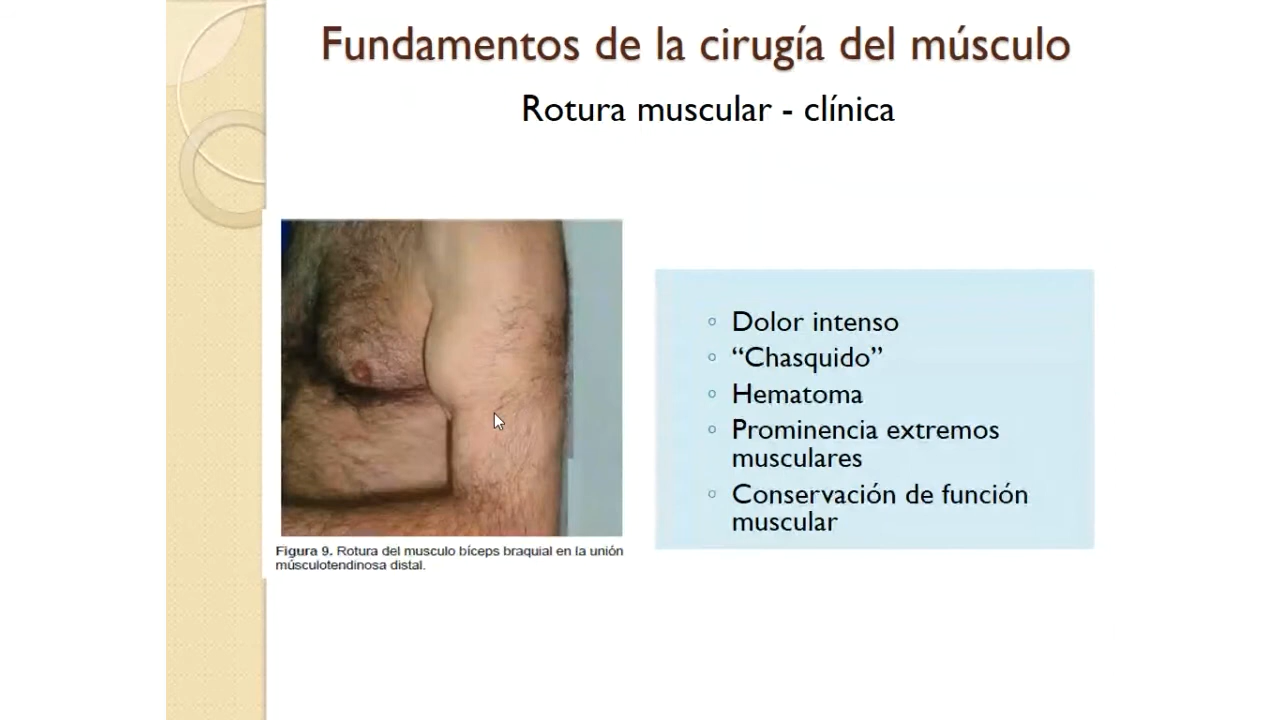 Fundamentos de la cirugía del músculo
Rotura muscular - clínica
Figura 9. Rotura del musculo bíceps braquial en la unión
músculotendinosa distal.
Dolor intenso
“Chasquido”
Hematoma
Prominencia extremos
musculares
Conservación de función
muscular